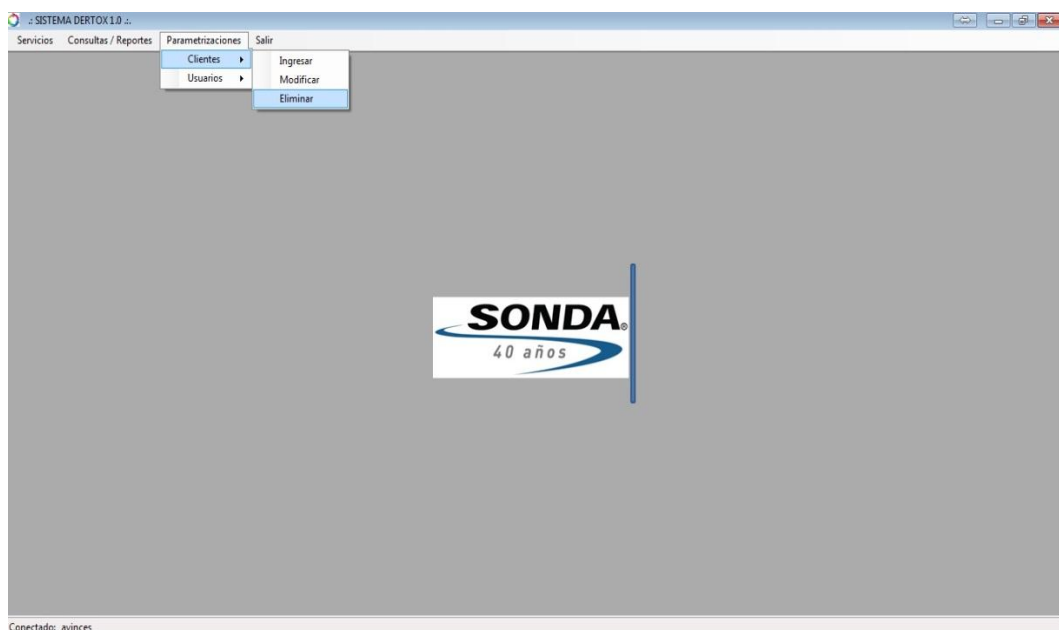 .: SISTEMA DERTOX 1.0 :.
Servicios Consultas / Reportes Parametrizaciones Salir
Clientes
Usuarios
Ingresar
Modificar
Eliminar
SONDA®
40 años
Conectado: avinces